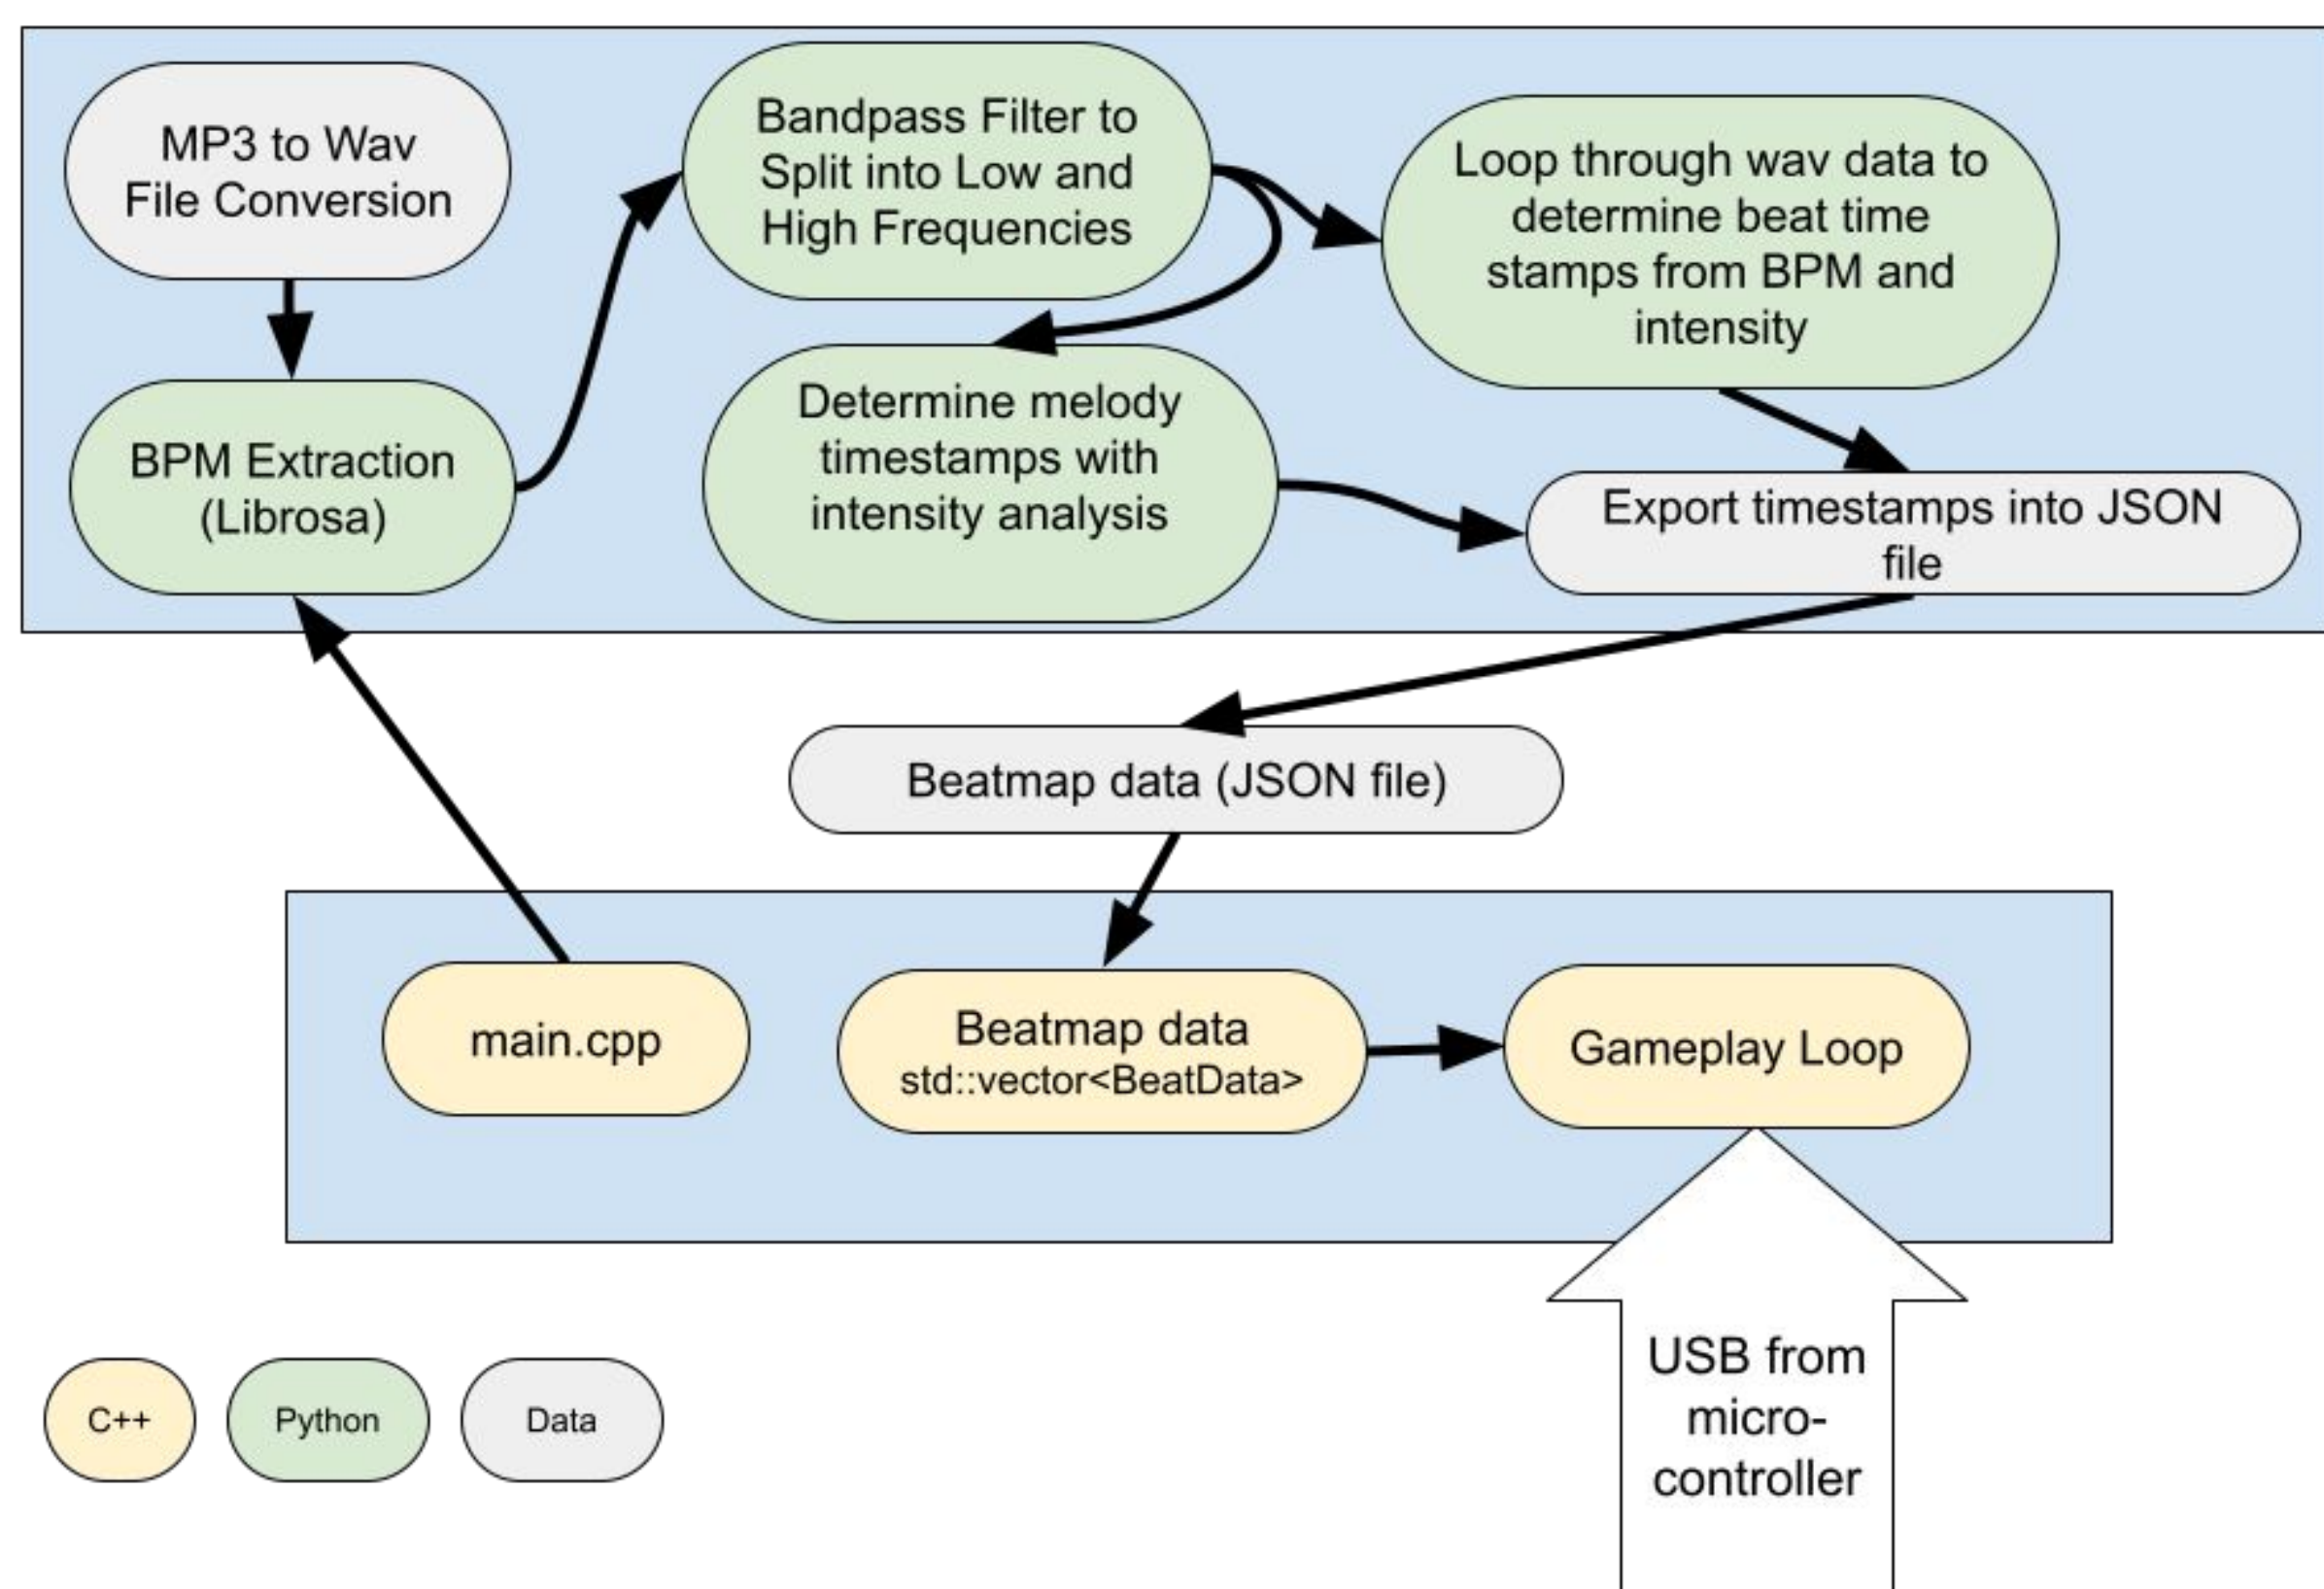 MP3 to Wav
File Conversion
Bandpass Filter to
Split into Low and
High Frequencies
Loop through wav data to
determine beat time
stamps from BPM and
intensity
BPM Extraction
(Librosa)
Determine melody
timestamps with
intensity analysis
Export timestamps into JSON
file
Beatmap data (JSON file)
main.cpp
Beatmap data
std::vector<BeatData>
Gameplay Loop
USB from
micro-
controller
C++
Python
Data